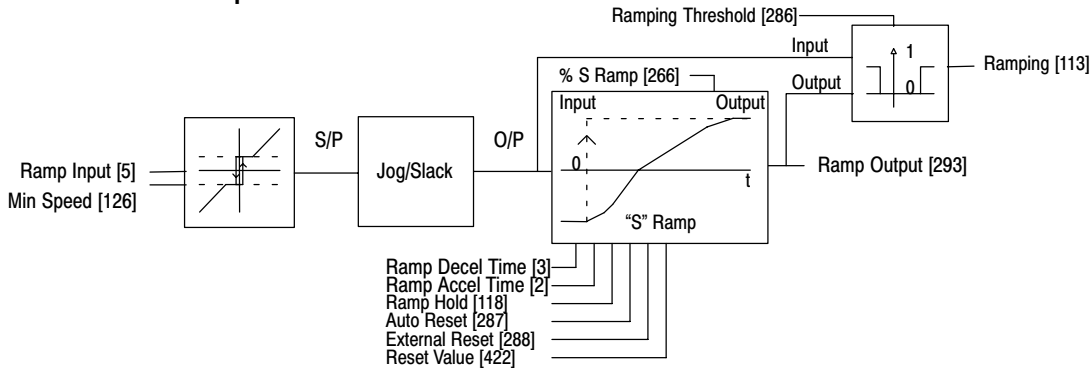 Ramping Threshold [286]
Input
1
Ramping [113]
% S Ramp [266]
Output
0
Input
Output
S/P
O/P
Ramp Input [5]
Jog/Slack
0
Ramp Output [293]
Min Speed [126]
t
“S” Ramp
Ramp Decel Time [3]
Ramp Accel Time [2]
Ramp Hold [118]
Auto Reset [287]
External Reset [288]
Reset Value [422]